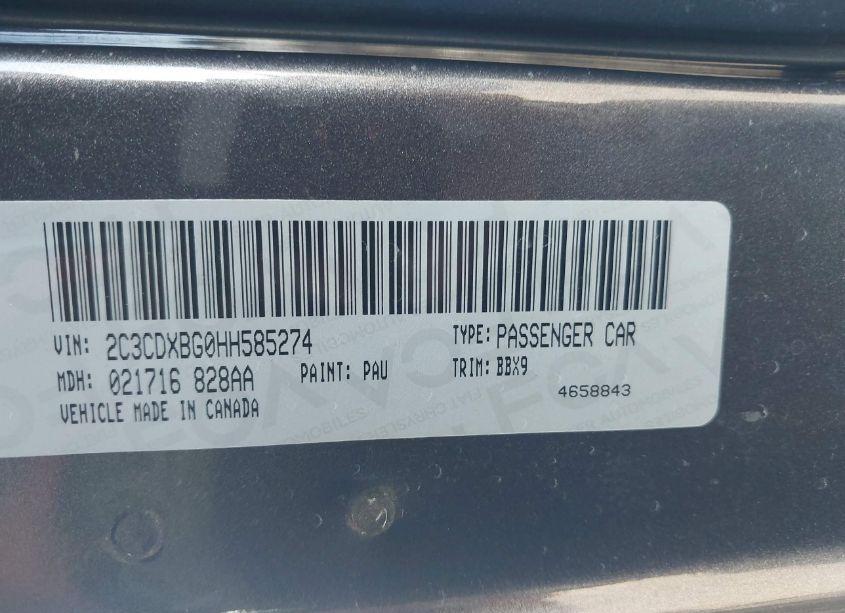 VIN: 2C3CDXBG0HH585274 TYPE: PASSENGER CAR
MDH: 021716 828AA PAINT: PAU TRIM: BBX9
4658843
VEHICLE MADE IN CANADA